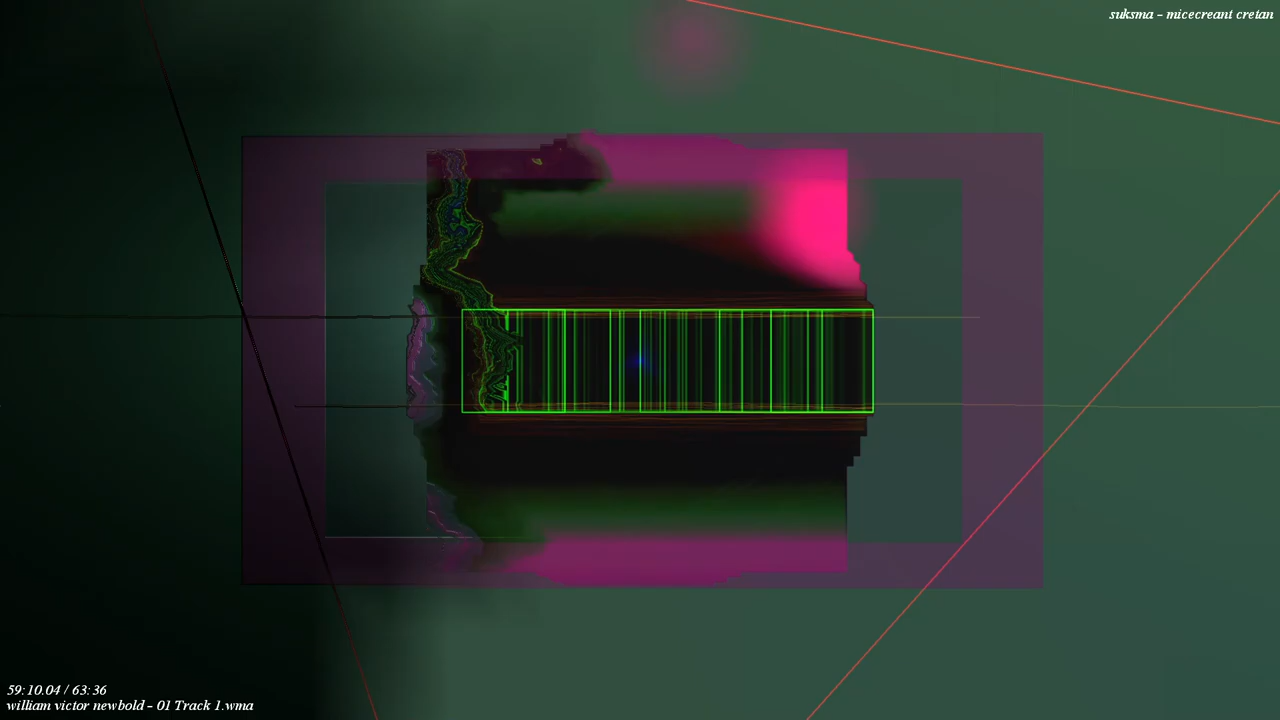 suksma - micecreant cretan
59:10.04 / 63:36
william victor newbold - 01 Track 1.wma